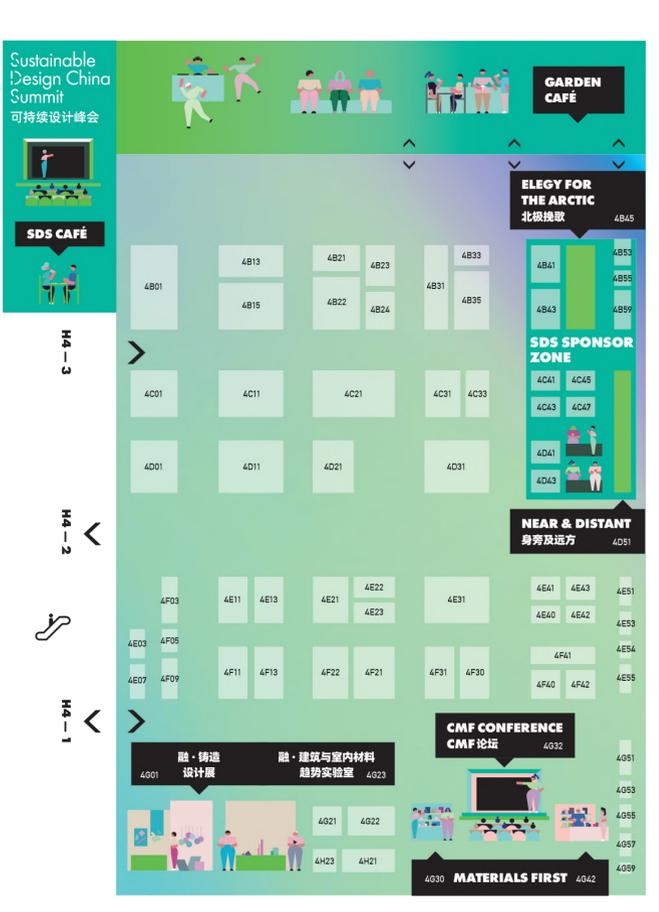 Sustainable
Design China
Summit
可持续设计峰会
SDS CAFÉ
GARDEN
CAFÉ
ELEGY FOR
THE ARCTIC
北极挽歌 4B45
4B01
4B13
4B15
4B21
4B22
4B23
4B24
4B31
4B33
4B35
4B41
4B43
4B53
4B55
4B59
SDS SPONSOR
ZONE
H4—3
4C01
4C11
4C21
4C31
4C33
4C41
4C45
4C43
4C47
4D01
4D11
4D21
4D31
4D41
4D43
NEAR & DISTANT
身旁及远方 4D51
H4—2
4F03
4E03
4F05
4E07
4F09
4E11
4E13
4E21
4E22
4E23
4E31
4E41
4E43
4E40
4E42
4E51
4E53
4E54
4E55
4F11
4F13
4F22
4F21
4F31
4F30
4F41
4F40
4F42
H4—1
融·铸造
设计展
4G01
融·建筑与室内材料
趋势实验室 4G23
CMF CONFERENCE
CMF 论坛 4G32
4G21
4G22
4H23
4H21
4G51
4G53
4G55
4G57
4G59
4G30 MATERIALS FIRST 4G42